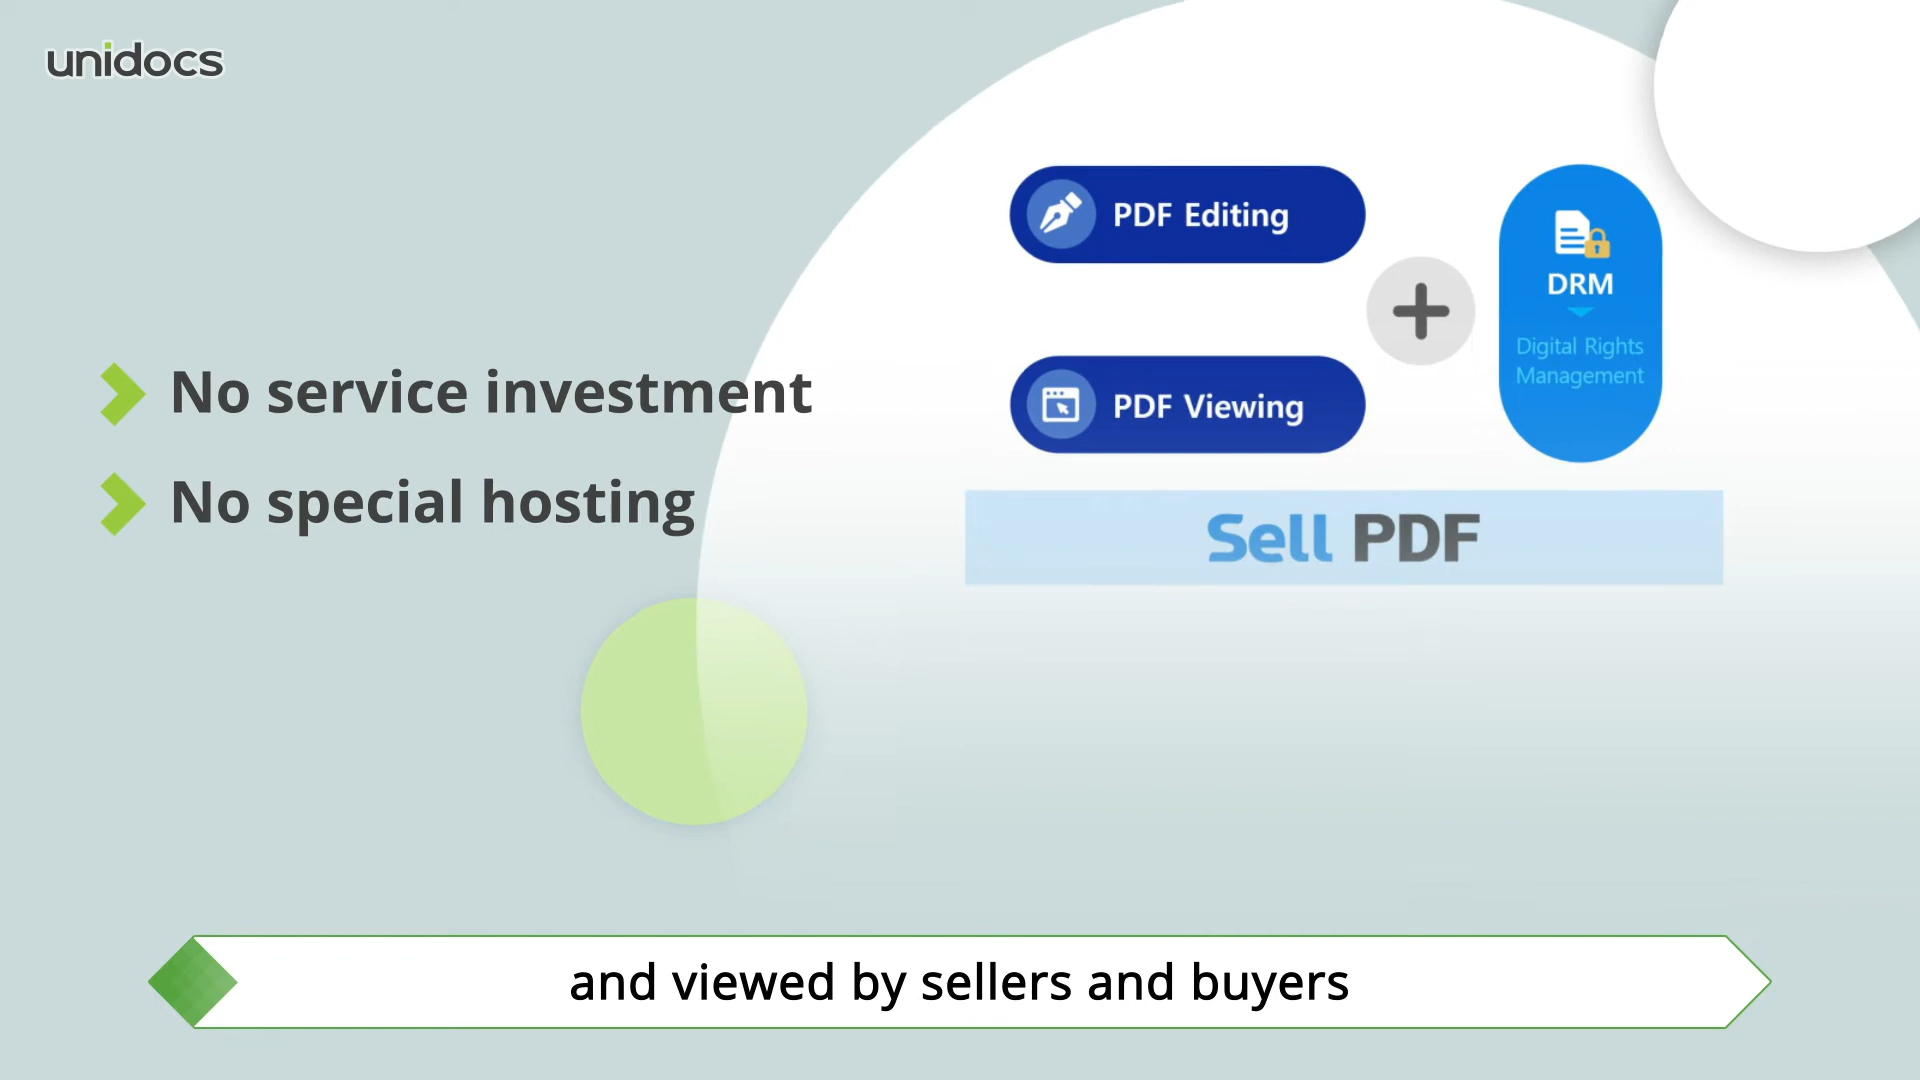 unidocs
No service investment
No special hosting
PDF Editing
PDF Viewing
DRM
Digital Rights
Management
Sell PDF
and viewed by sellers and buyers